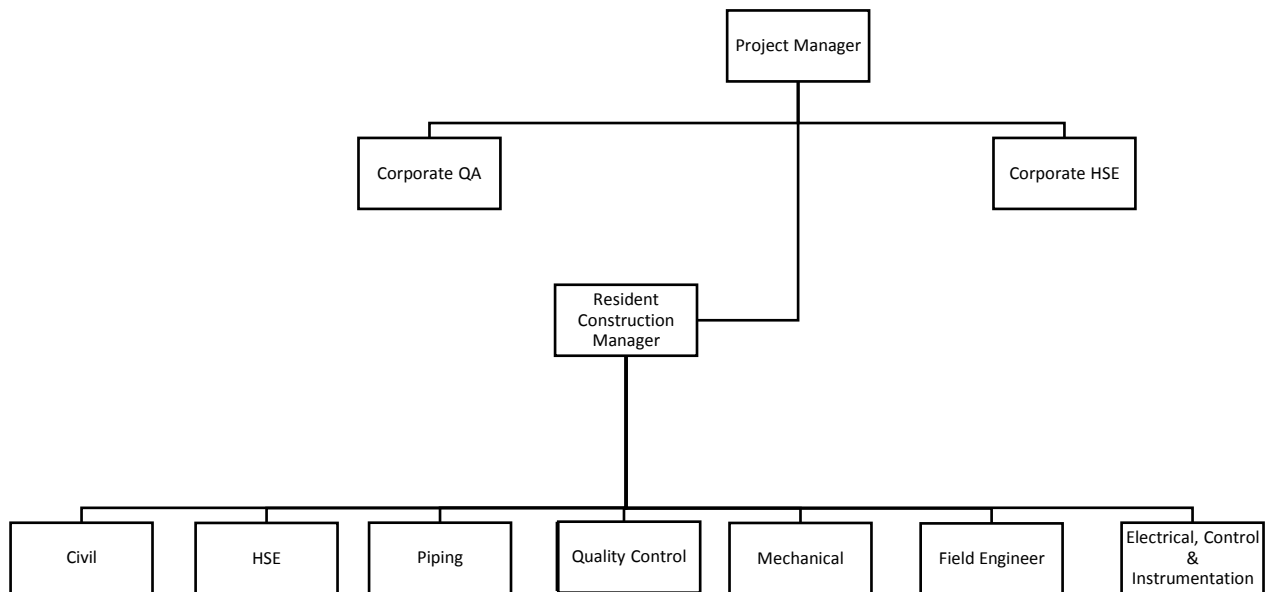 Project Manager
Corporate QA
Corporate HSE
Resident
Construction
Manager
Civil
HSE
Piping
Quality Control
Mechanical
Field Engineer
Electrical, Control
&
Instrumentation